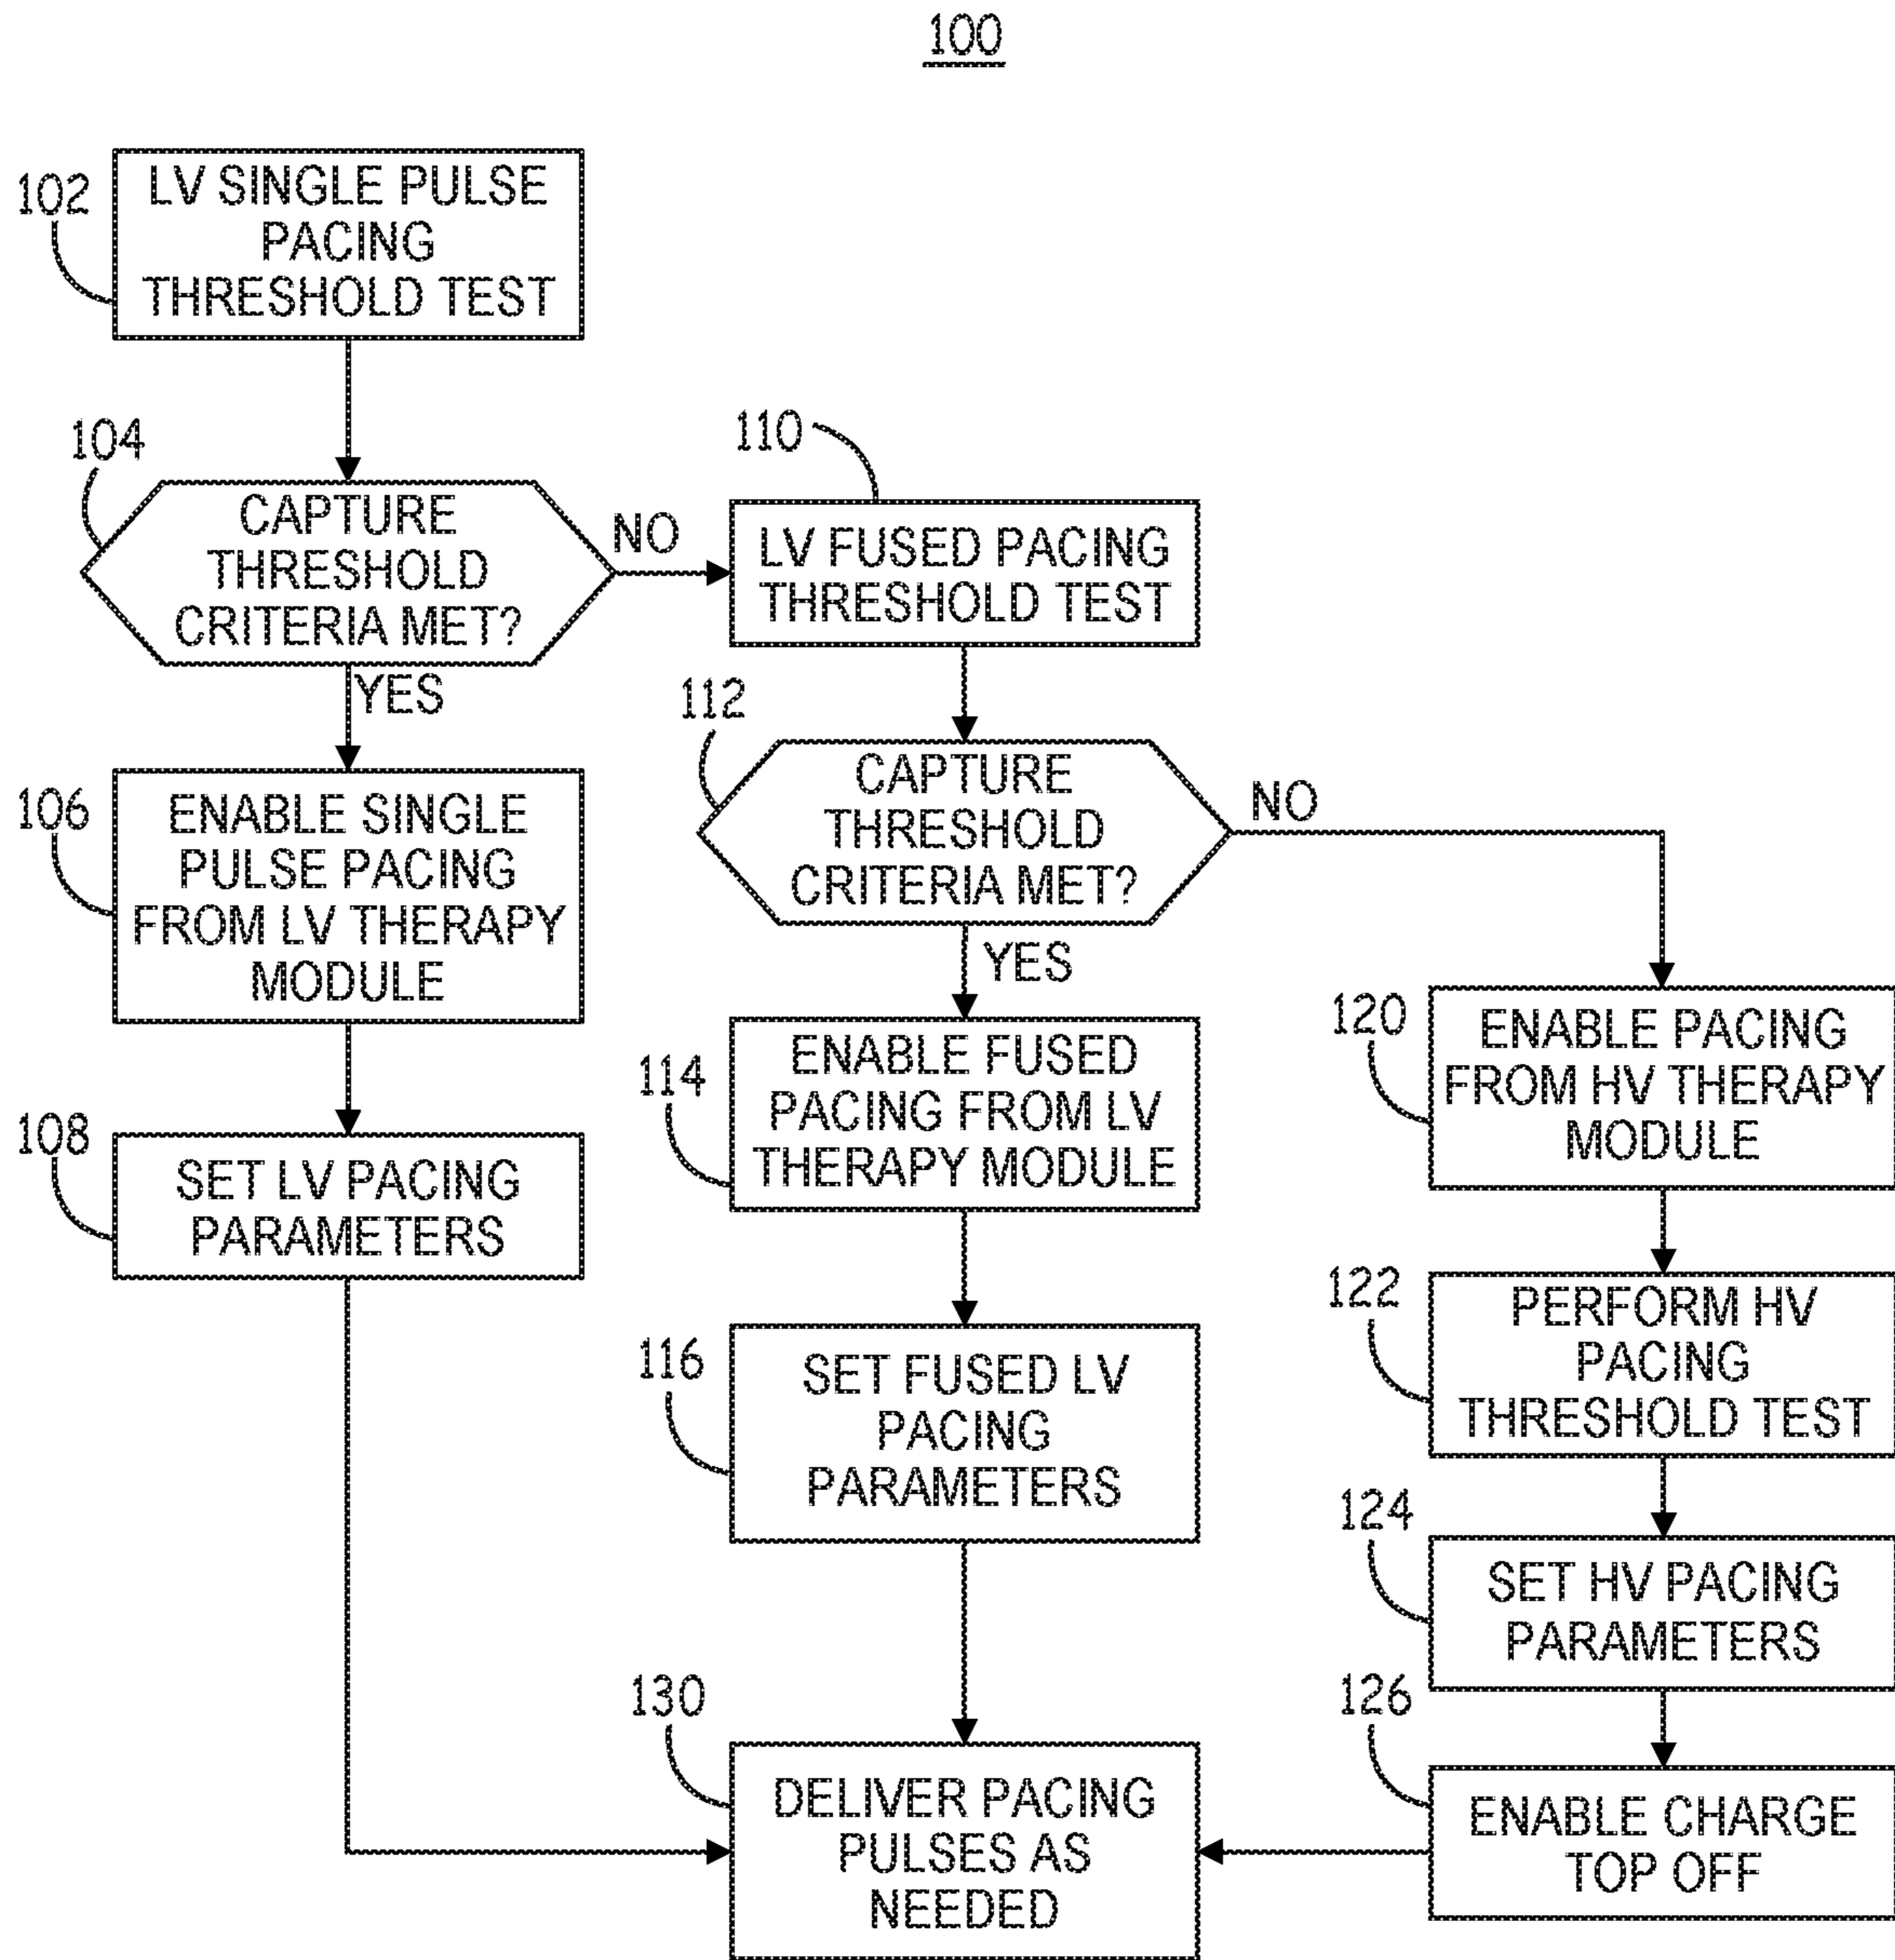 100
102
LV SINGLE PULSE
PACING
THRESHOLD TEST
104
CAPTURE
THRESHOLD
CRITERIA MET?
NO
YES
110
LV FUSED PACING
THRESHOLD TEST
112
CAPTURE
THRESHOLD
CRITERIA MET?
NO
YES
106
ENABLE SINGLE
PULSE PACING
FROM LV THERAPY
MODULE
108
SET LV PACING
PARAMETERS
114
ENABLE FUSED
PACING FROM LV
THERAPY MODULE
116
SET FUSED LV
PACING
PARAMETERS
120
ENABLE PACING
FROM HV THERAPY
MODULE
122
PERFORM HV
PACING
THRESHOLD TEST
124
SET HV PACING
PARAMETERS
126
ENABLE CHARGE
TOP OFF
130
DELIVER PACING
PULSES AS
NEEDED